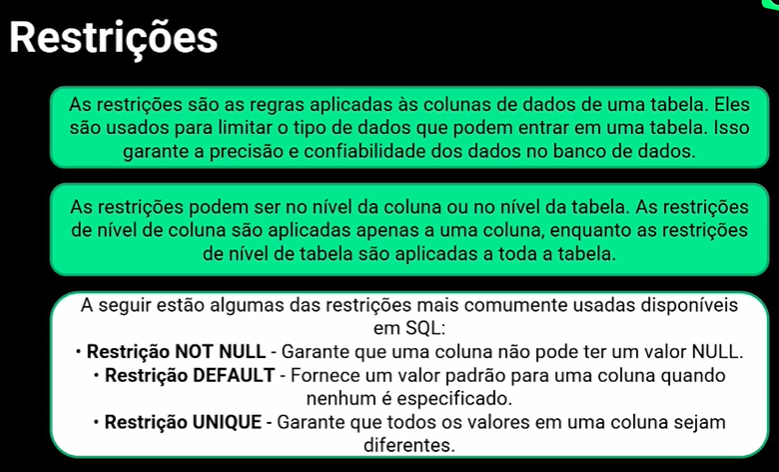 Restrições
As restrições são as regras aplicadas às colunas de dados de uma tabela. Eles
são usados para limitar o tipo de dados que podem entrar em uma tabela. Isso
garante a precisão e confiabilidade dos dados no banco de dados.
As restrições podem ser no nível da coluna ou no nível da tabela. As restrições
de nível de coluna são aplicadas apenas a uma coluna, enquanto as restrições
de nível de tabela são aplicadas a toda a tabela.
A seguir estão algumas das restrições mais comumente usadas disponíveis
em SQL:
• Restrição NOT NULL - Garante que uma coluna não pode ter um valor NULL.
• Restrição DEFAULT - Fornece um valor padrão para uma coluna quando
nenhum é especificado.
• Restrição UNIQUE - Garante que todos os valores em uma coluna sejam
diferentes.